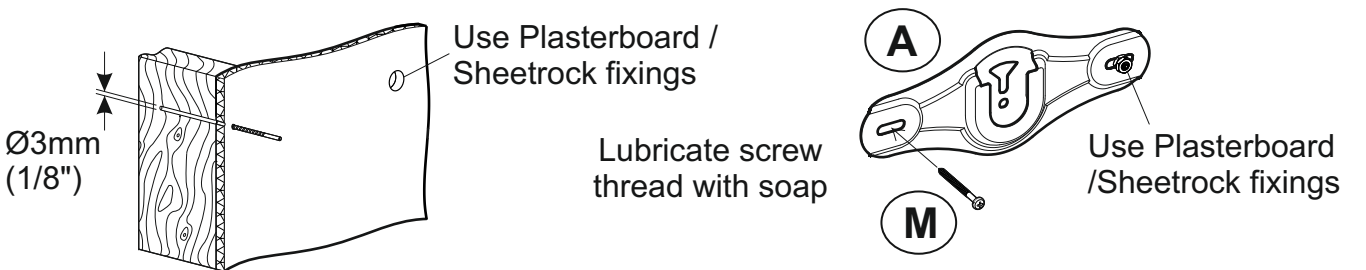 Use Plasterboard /
Sheetrock fixings
Ø3mm
(1/8")
A
Lubricate screw
thread with soap
M
Use Plasterboard
/Sheetrock fixings